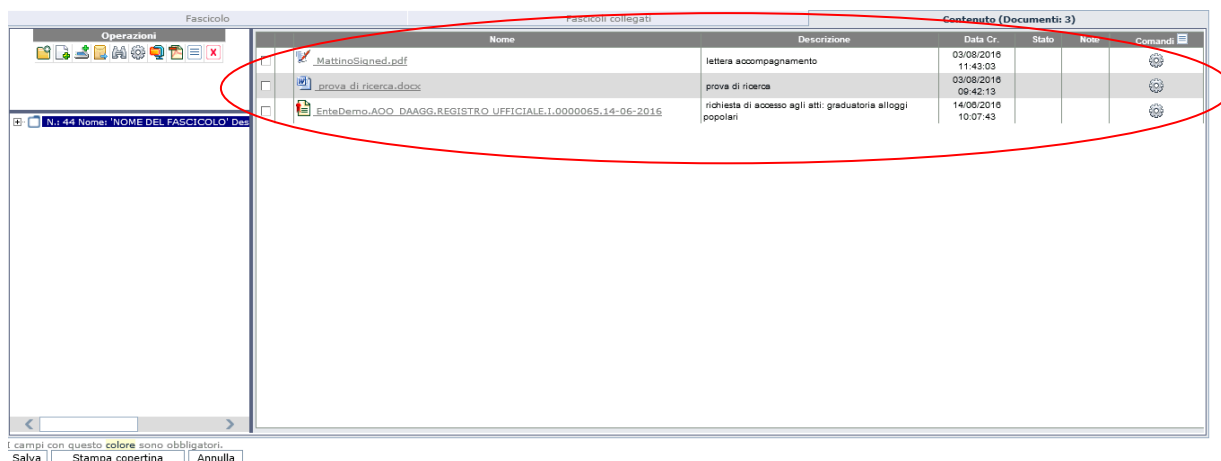 Fascicolo Fascicoli collegati Contenuto (Documenti: 3)
Operazioni
Nome Descrizione Data Cr. Stato Note Comandi
MattinoSigned.pdf lettera accompagnamento 03/08/2016
11:43:03
prova di ricerca.docx prova di ricerca 03/08/2016
09:42:13
EnteDemo.AOO_DAAGG.REGISTRO UFFICIALE.I.0000065.14-06-2016 richiesta di accesso agli atti: graduatoria alloggi
popolari 14/06/2016
10:07:43
N.: 44 Nome: 'NOME DEL FASCICOLO' Des
I campi con questo colore sono obbligatori.
Salva Stampa copertina Annulla